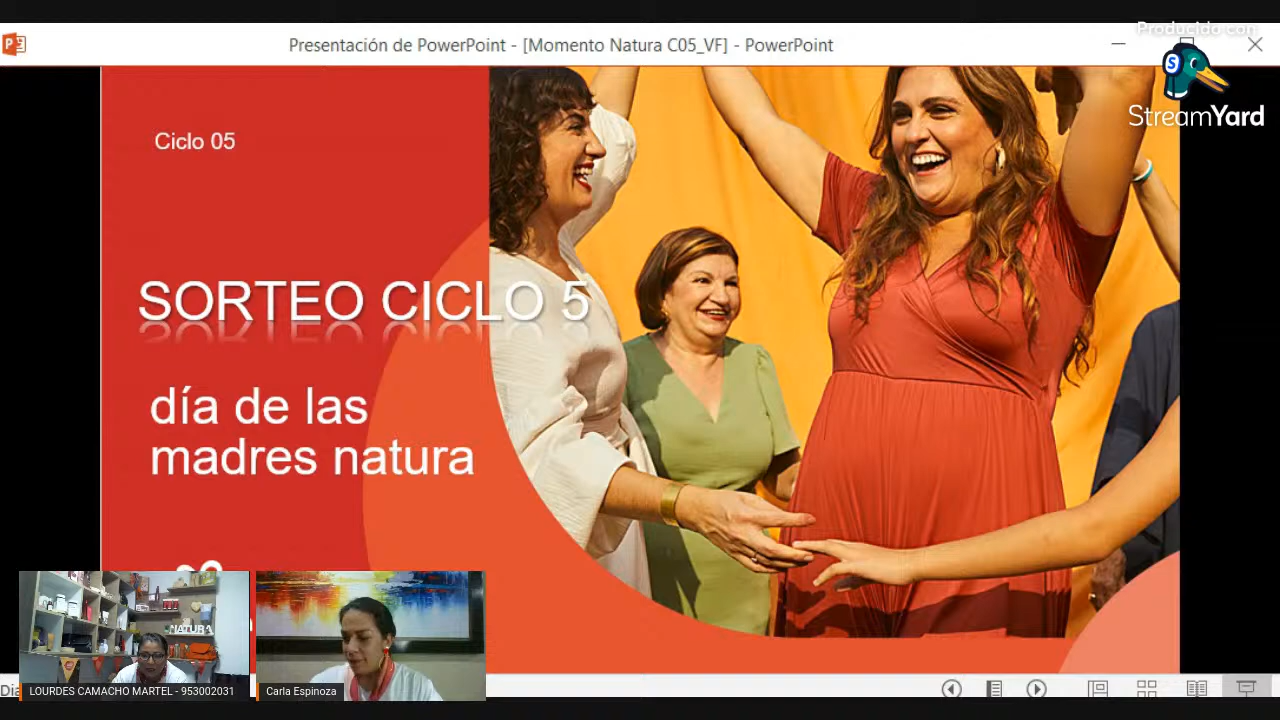 Producido con
Presentación de PowerPoint - [Momento Natura C05_VF] - PowerPoint
S
StreamYard
Ciclo 05
SORTEO CICLO 5
día de las
madres natura
NATURA
LOURDES CAMACHO MARTEL - 953002031
Carla Espinoza